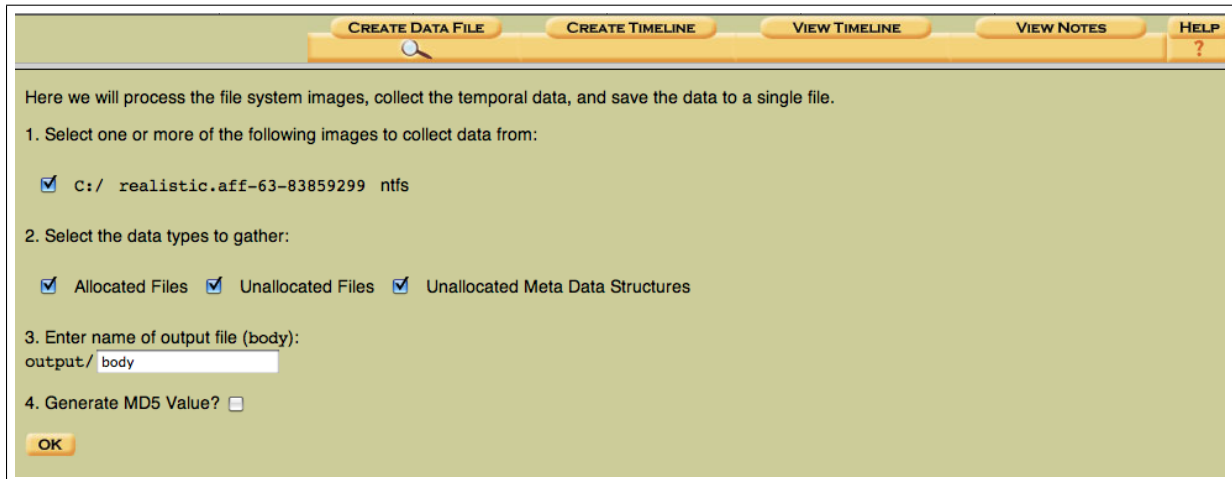 CREATE DATA FILE CREATE TIMELINE VIEW TIMELINE VIEW NOTES HELP
?
Here we will process the file system images, collect the temporal data, and save the data to a single file.
1. Select one or more of the following images to collect data from:
C:/ realistic.aff-63-83859299 ntfs
2. Select the data types to gather:
Allocated Files Unallocated Files Unallocated Meta Data Structures
3. Enter name of output file (body):
output/ body
4. Generate MD5 Value?
OK